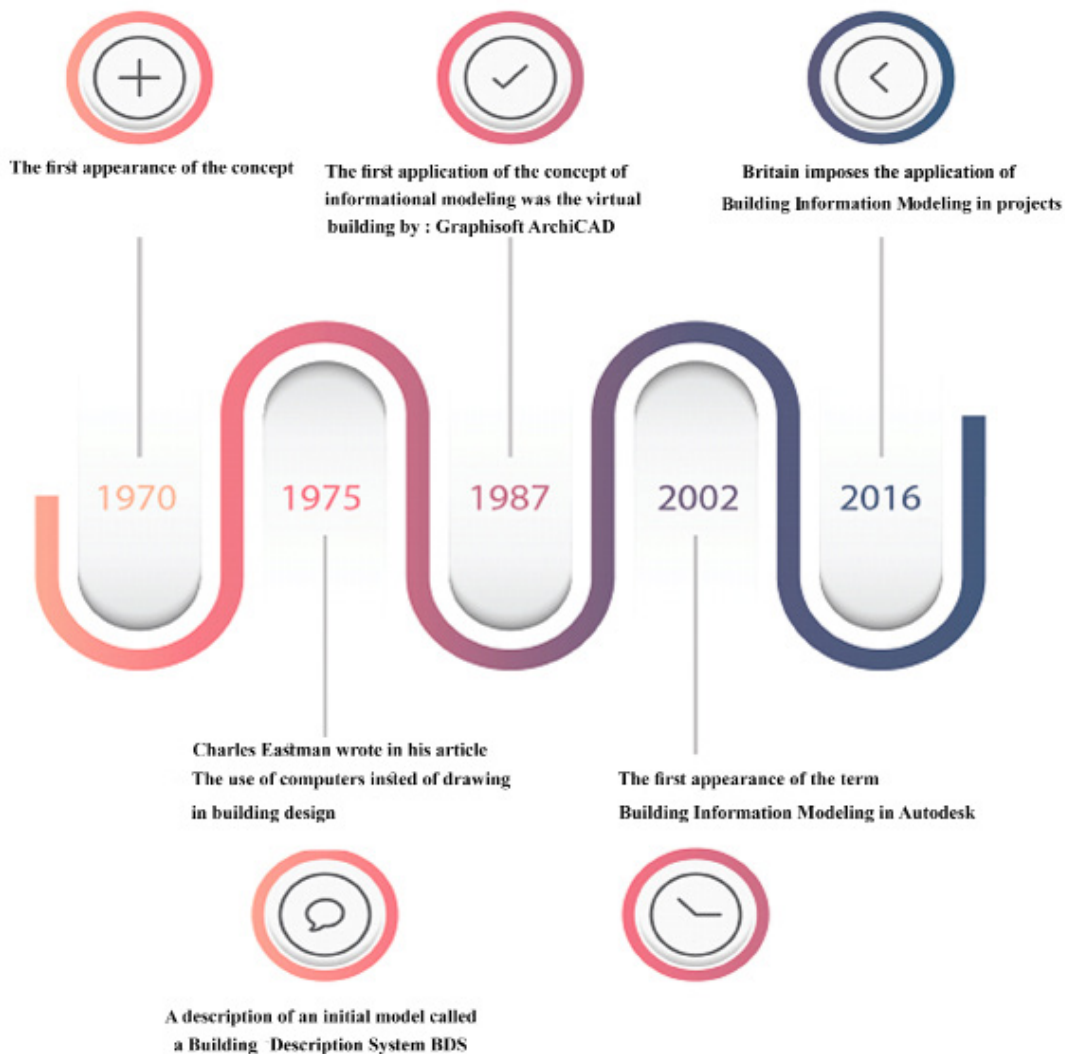 The first appearance of the concept
The first application of the concept of
informational modeling was the virtual
building by : Graphisoft ArchiCAD
Britain imposes the application of
Building Information Modeling in projects
1970
1975
1987
2002
2016
Charles Eastman wrote in his article
The use of computers insted of drawing
in building design
The first appearance of the term
Building Information Modeling in Autodesk
A description of an initial model called
a Building Description System BDS